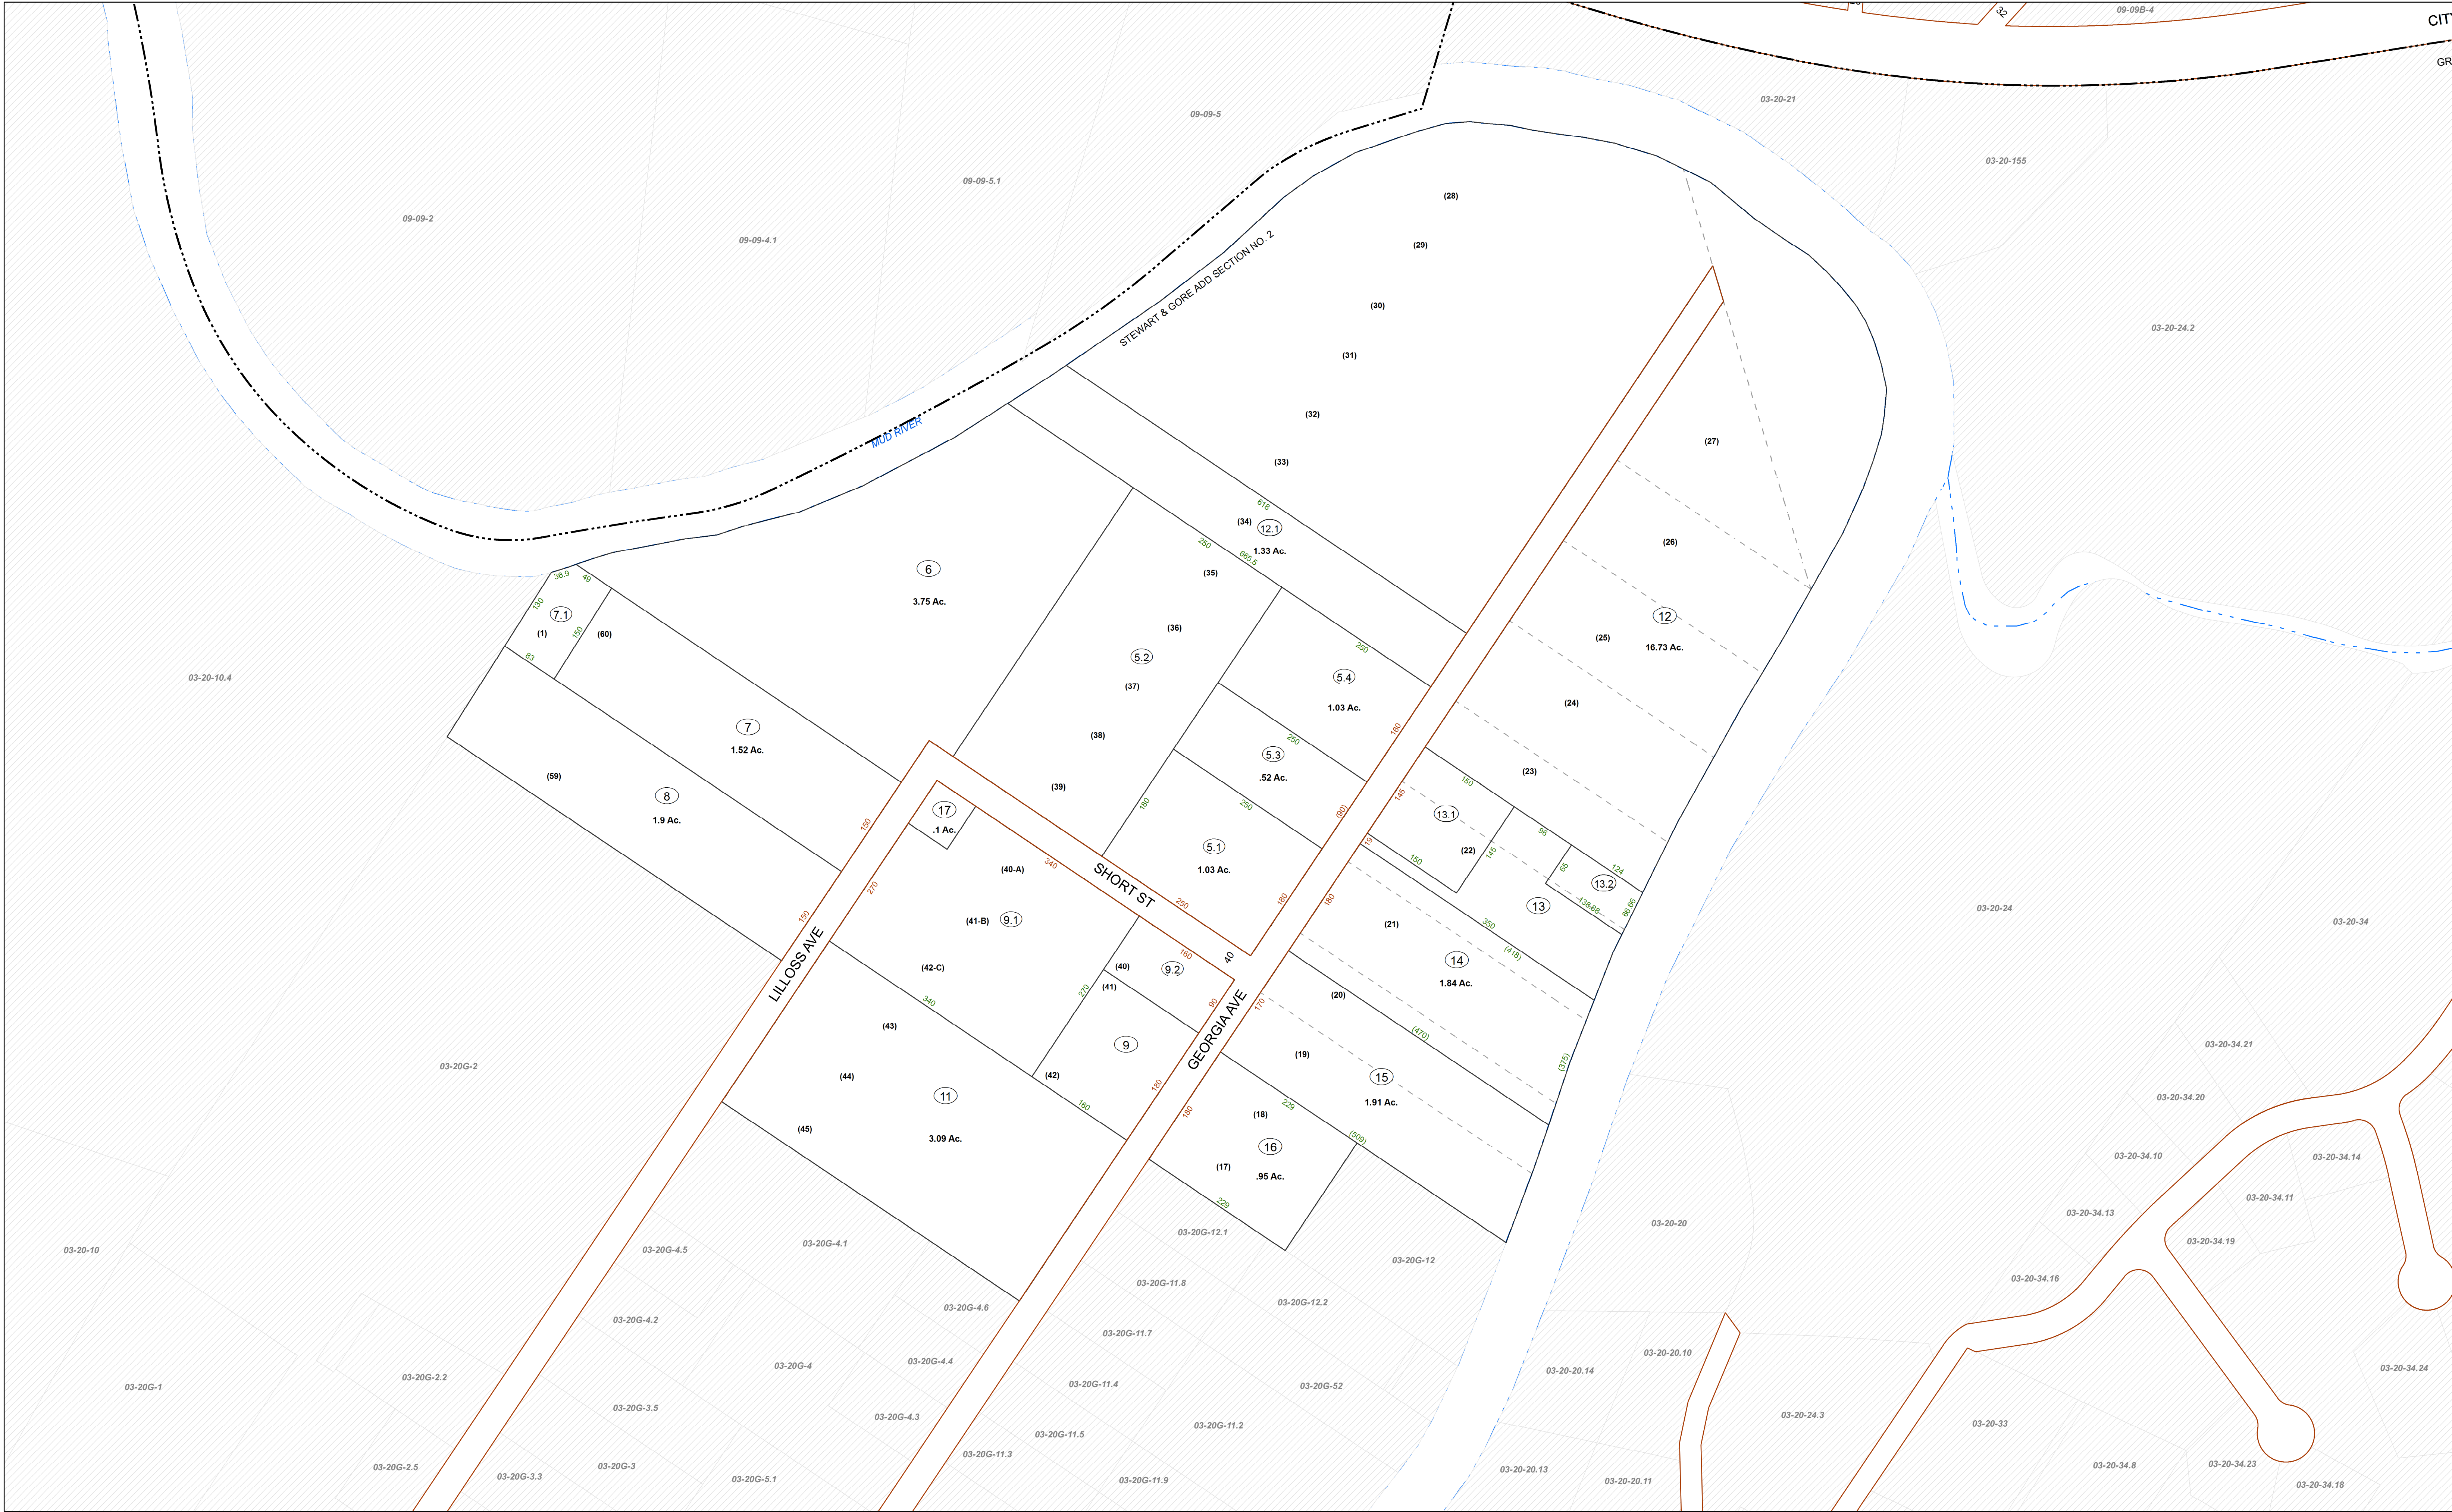 09-09B-4
32
CIT
GR
03-20-21
09-09-5
03-20-155
09-09-5.1
(28)
09-09-2
09-09-4.1
STEWART & GORE ADD SECTION NO. 2
(29)
(30)
03-20-24.2
(31)
(32)
MUD RIVER
(27)
(33)
618
(34)
12.1
1.33 Ac.
250
665.5
(26)
6
3.75 Ac.
(35)
36.9
49
130
7.1
(1)
150
(60)
83
(36)
12
16.73 Ac.
(25)
250
5.2
5.4
1.03 Ac.
03-20-10.4
(37)
(24)
7
1.52 Ac.
(38)
160
250
5.3
.52 Ac.
(59)
(23)
150
8
1.9 Ac.
(39)
145
180
250
(90)
13.1
17
.1 Ac.
150
96
19
5.1
1.03 Ac.
(22)
145
150
65
124
13.2
340
(40-A)
SHORT ST
270
250
180
180
138.88
66.66
13
03-20-24
03-20-34
150
(41-B)
9.1
(21)
350
(418)
LILLOSS AVE
160
40
14
1.84 Ac.
(42-C)
(40)
9.2
(41)
270
340
90
170
(20)
GEORGIA AVE
(43)
9
(470)
(19)
03-20G-2
(44)
(42)
(375)
03-20-34.21
15
1.91 Ac.
11
180
160
180
229
(18)
03-20-34.20
(45)
3.09 Ac.
(509)
16
.95 Ac.
(17)
229
03-20-34.10
03-20-34.14
03-20-34.11
03-20-34.13
03-20-20
03-20G-12.1
03-20G-12
03-20-10
03-20G-4.5
03-20G-4.1
03-20-34.19
03-20G-11.8
03-20-34.16
03-20G-4.2
03-20G-4.6
03-20G-12.2
03-20G-11.7
03-20-20.10
03-20G-4
03-20G-4.4
03-20-20.14
03-20-34.24
03-20G-1
03-20G-2.2
03-20G-11.4
03-20G-52
03-20G-3.5
03-20G-4.3
03-20G-11.2
03-20-24.3
03-20-33
03-20G-11.5
03-20G-11.3
03-20G-2.5
03-20G-3.3
03-20G-3
03-20G-5.1
03-20G-11.9
03-20-20.13
03-20-20.11
03-20-34.8
03-20-34.23
03-20-34.18